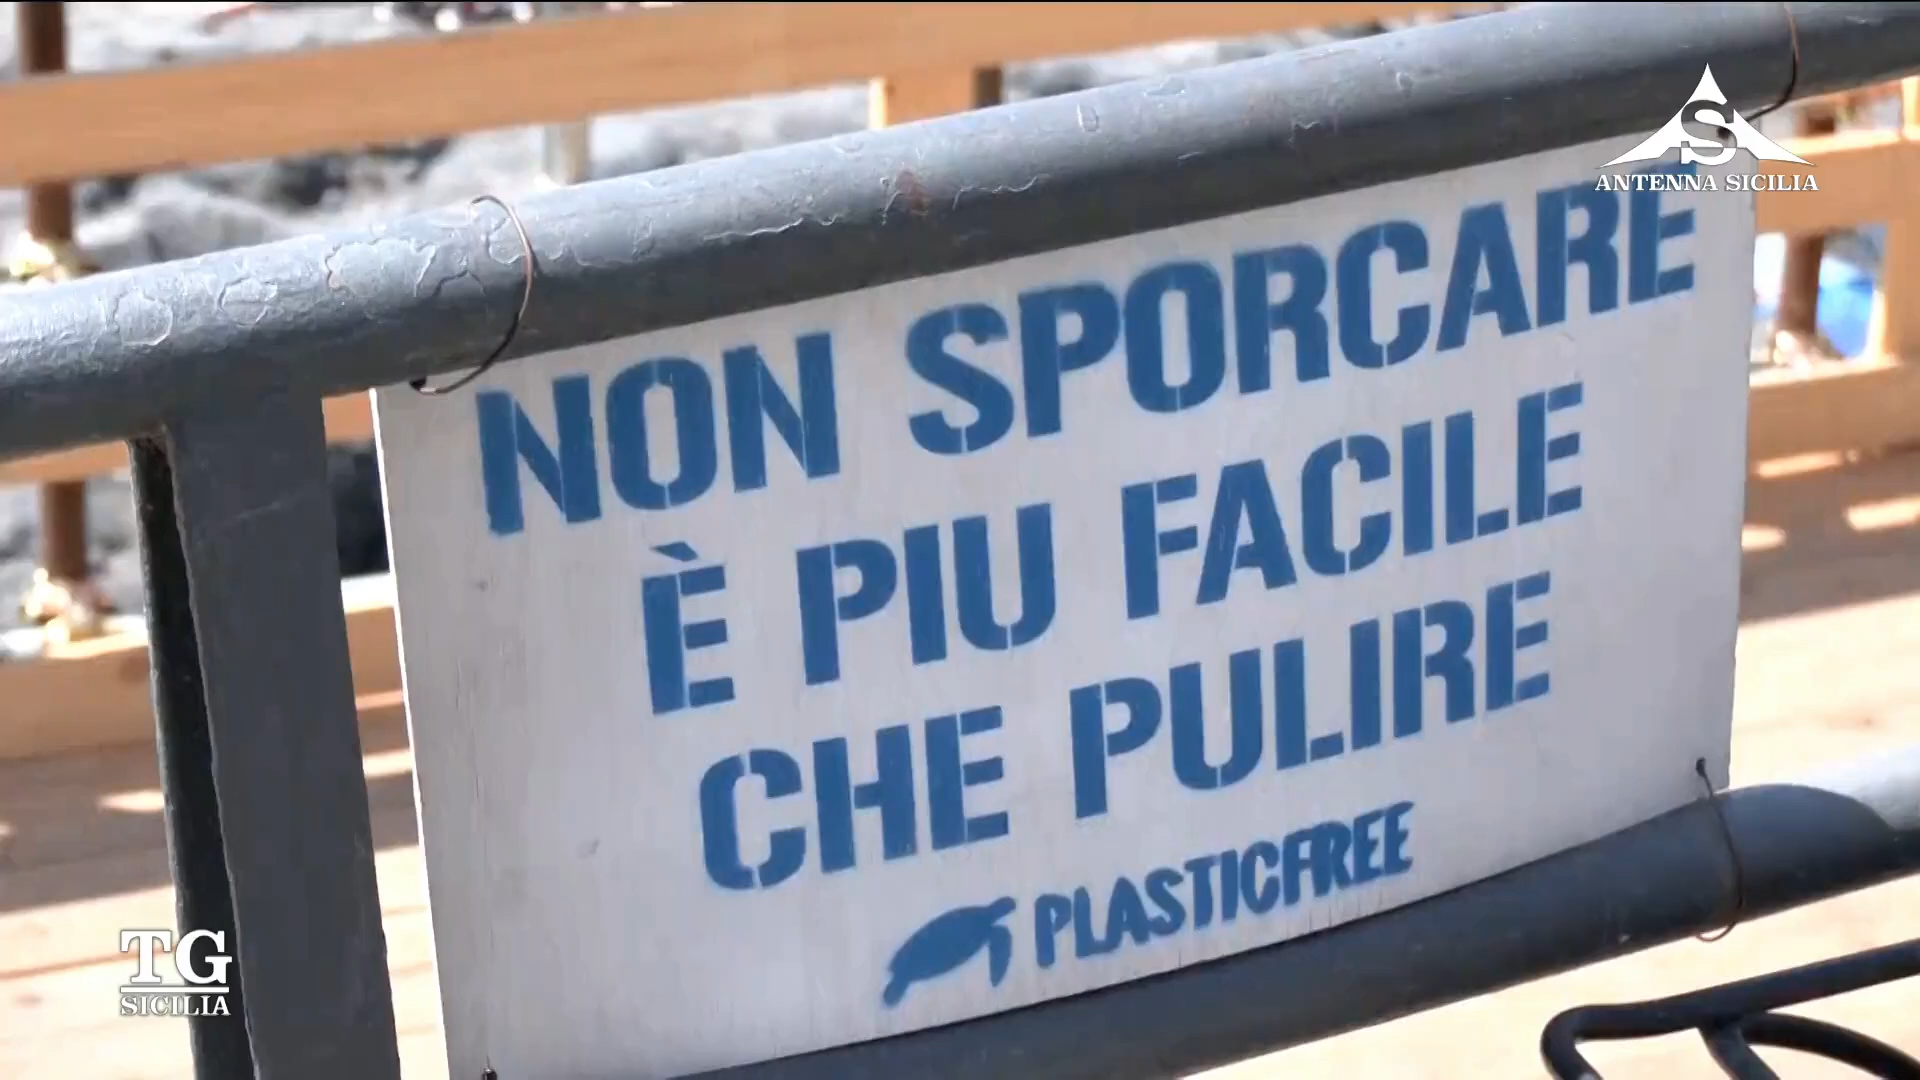 ANTENNA SICILIA
NON SPORCARE
È PIU FACILE
CHE PULIRE
PLASTICFREE
TG
SICILIA